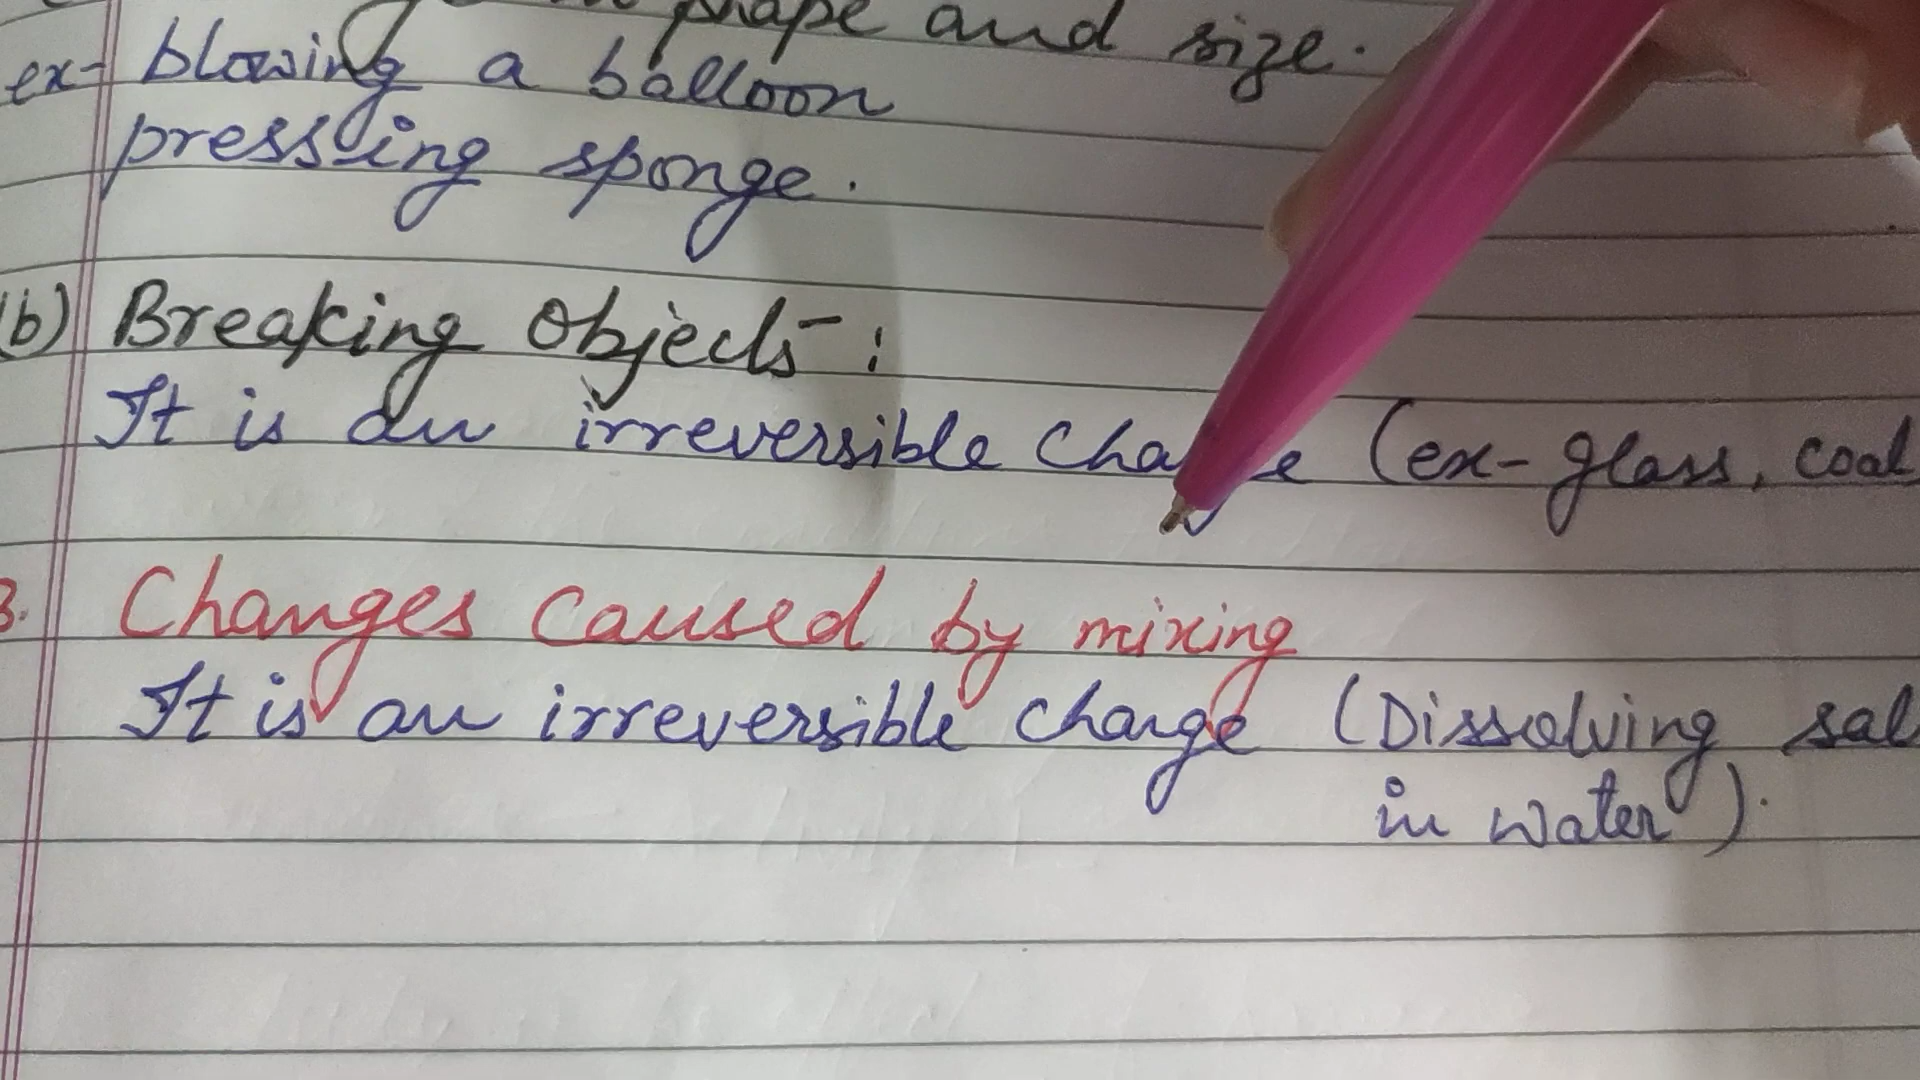 shape and size.
ex- blowing a balloon
pressing sponge.
(b) Breaking Objects- :
It is an irreversible change (ex- glass, coal
3. Changes caused by mixing
It is an irreversible change (Dissolving sal
in water).